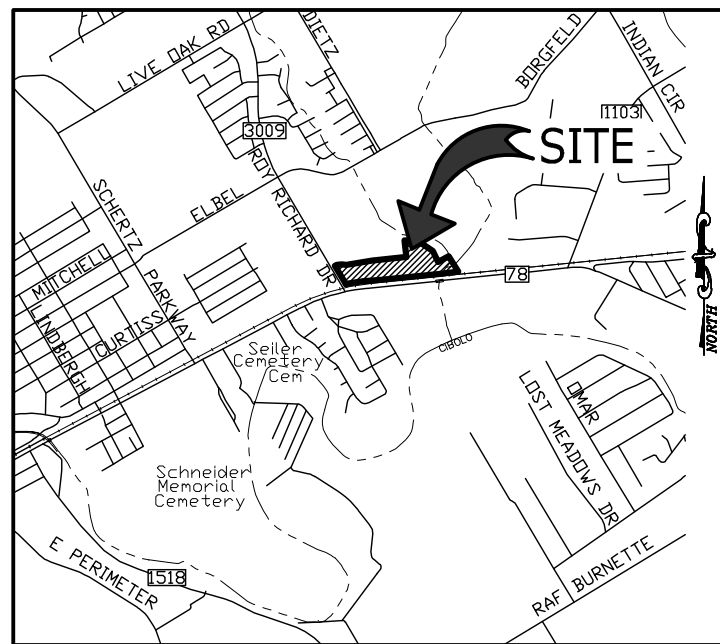 LIVE OAK RD
DIETZ
BORGFELD
INDIAN CIR
1103
3009
SITE
ROY RICHARD DR
SCHERTZ
PARKWAY
ELBEL
MITCHELL
LINDBERGH
CURTISS
78
NORTH
CIBOLO
Seiler
Cemetery
Cem
OMAR
LOST MEADOWS DR
Schneider
Memorial
Cemetery
E PERIMETER
1518
RAF BURNETTE